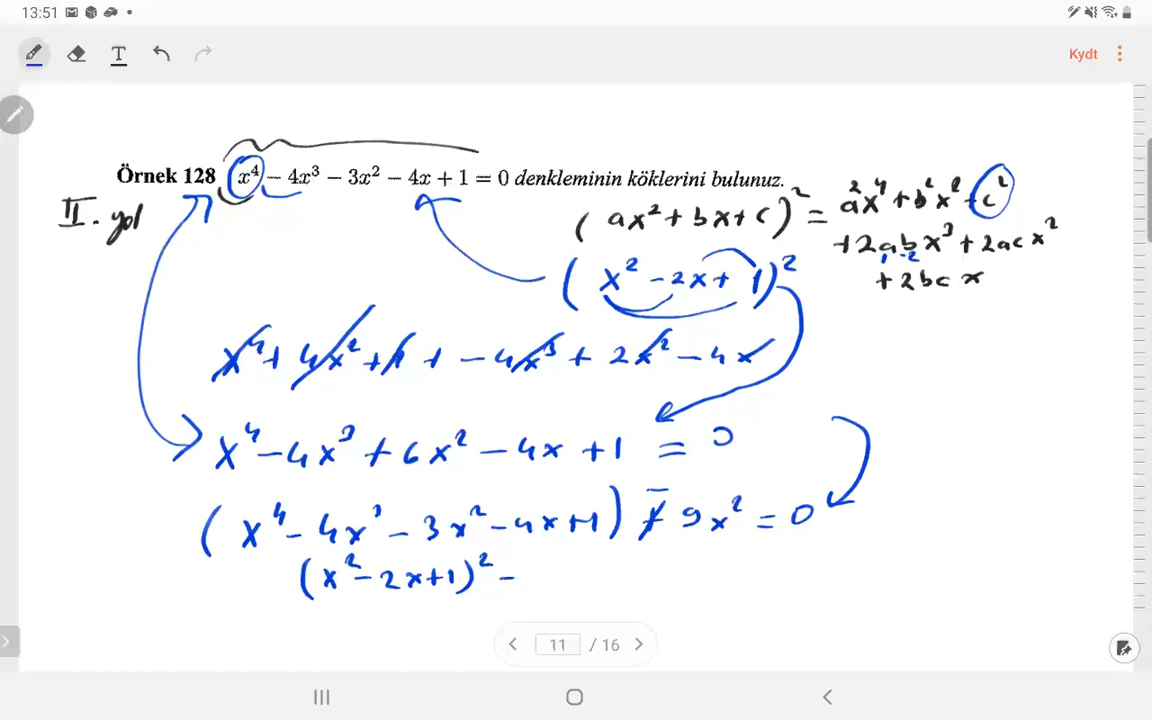 13:51
Kydt
Örnek 128 x⁴ − 4x³ − 3x² − 4x + 1 = 0 denkleminin köklerini bulunuz.
II. yol
(ax²+bx+c)² = a²x⁴+b²x²+c²
+2abx³+2acx²
1 -2
+2bcx
(x²−2x+1)²
x⁴+4x²+1+−4x³+2x²−4x
x⁴−4x³+6x²−4x+1=0
(x⁴−4x³−3x²−4x+1) − 9x²=0
(x²−2x+1)²−
11 / 16